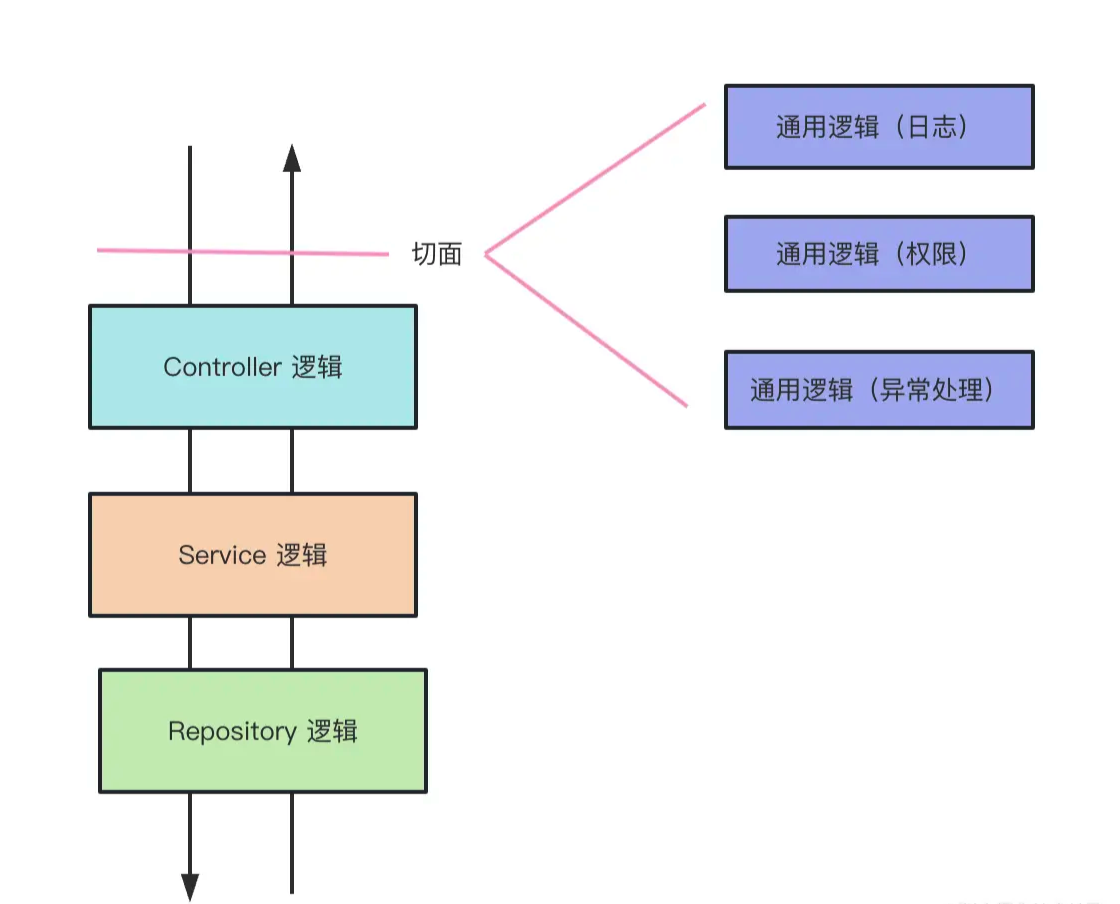 通用逻辑（日志）
切面
通用逻辑（权限）
Controller 逻辑
通用逻辑（异常处理）
Service 逻辑
Repository 逻辑